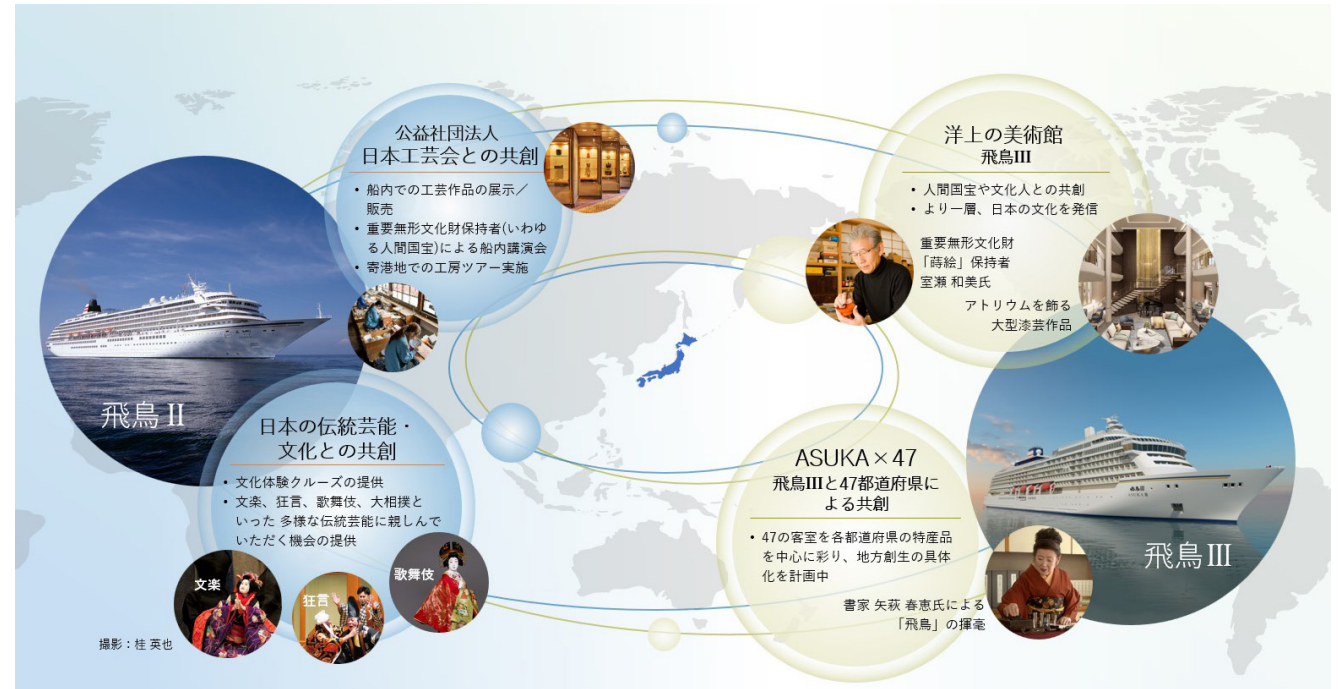 公益社団法人
日本工芸会との共創
• 船内での工芸作品の展示／
販売
• 重要無形文化財保持者(いわゆ
る人間国宝)による船内講演会
• 寄港地での工房ツアー実施
飛鳥Ⅱ
日本の伝統芸能・
文化との共創
• 文化体験クルーズの提供
• 文楽、狂言、歌舞伎、大相撲と
いった 多様な伝統芸能に親しんで
いただく機会の提供
文楽
狂言
歌舞伎
撮影：桂 英也
洋上の美術館
飛鳥Ⅲ
• 人間国宝や文化人との共創
• より一層、日本の文化を発信
重要無形文化財
「蒔絵」保持者
室瀬 和美氏
アトリウムを飾る
大型漆芸作品
ASUKA×47
飛鳥Ⅲと47都道府県に
よる共創
• 47の客室を各都道府県の特産品
を中心に彩り、地方創生の具体
化を計画中
書家 矢萩 春恵氏による
「飛鳥」の揮毫
飛鳥Ⅲ